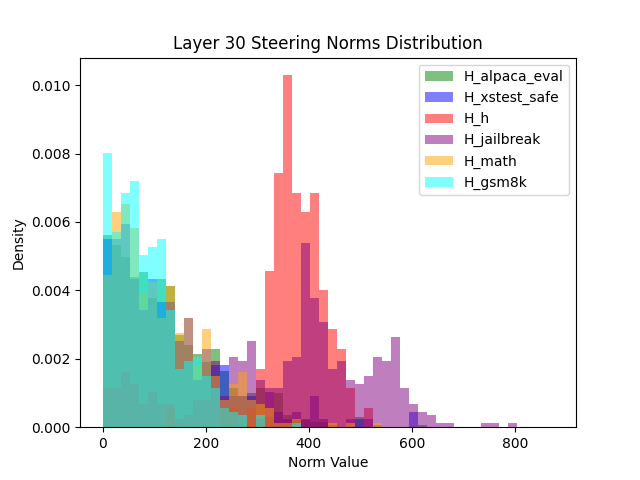 Layer 30 Steering Norms Distribution
H_alpaca_eval
H_xstest_safe
H_h
H_jailbreak
H_math
H_gsm8k
Density
0.010
0.008
0.006
0.004
0.002
0.000
0
200
400
600
800
Norm Value